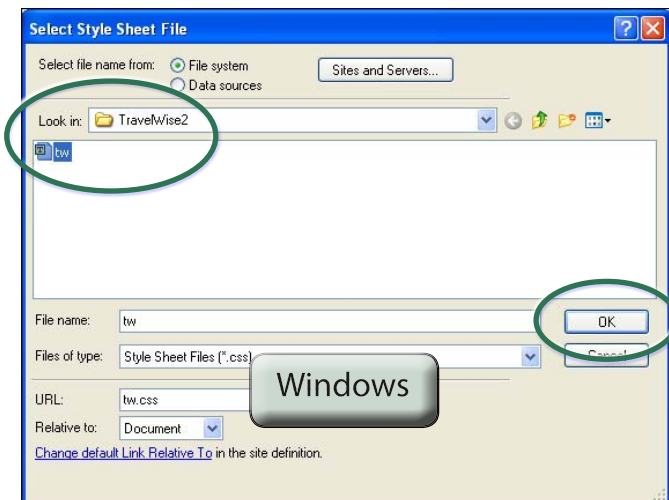 Select Style Sheet File
Select file name from: File system Sites and Servers...
Data sources
Look in: TravelWise2
tw
File name: tw OK
Files of type: Style Sheet Files (*.css) Cancel
Windows
URL: tw.css
Relative to: Document
Change default Link Relative To in the site definition.